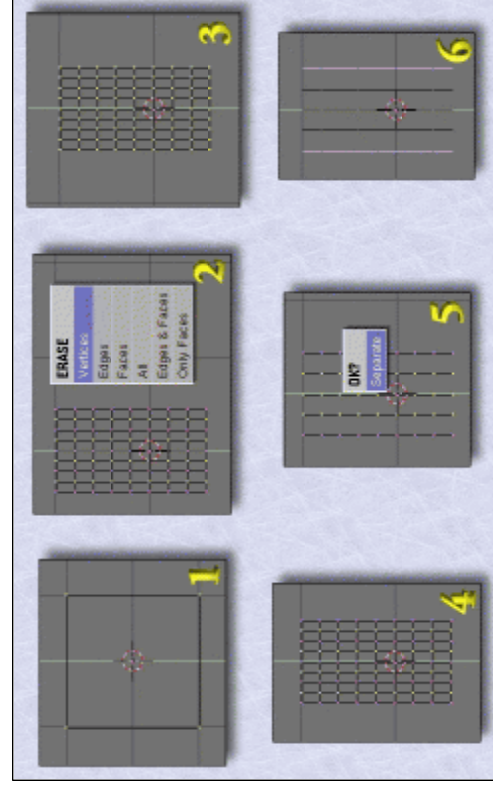 1
2
ERASE
Vertices
Edges
Faces
All
Edges & Faces
Only Faces
3
4
5
OK?
Separate
6